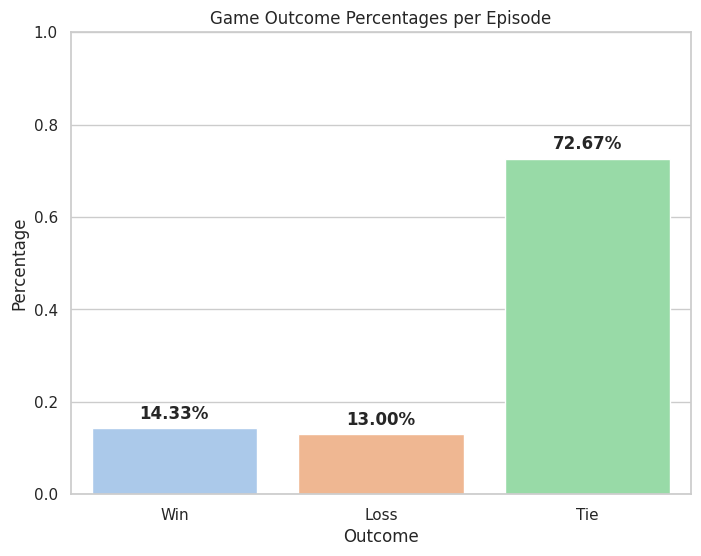 Game Outcome Percentages per Episode
1.0
0.8
0.6
0.4
0.2
0.0
Percentage
14.33%
13.00%
72.67%
Win
Loss
Tie
Outcome